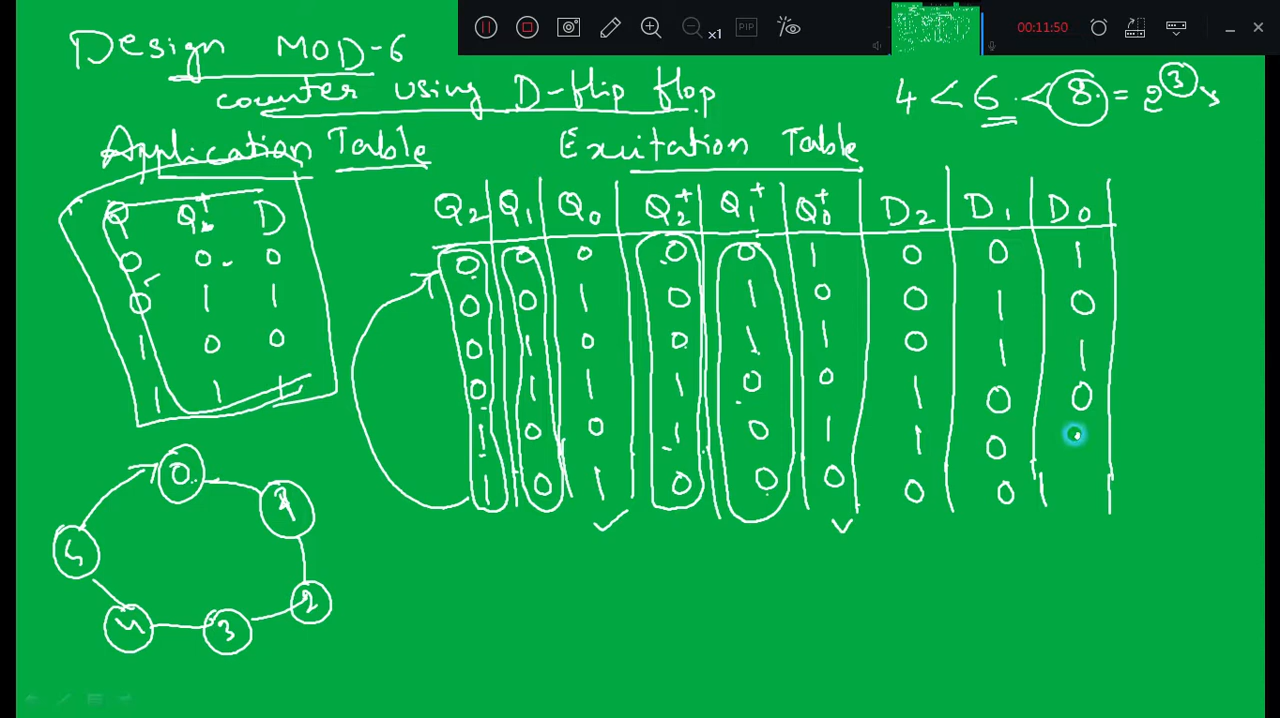 x1
PIP
00:11:50
Design MOD-6
counter using D-flip flop
4 < 6 < 8 = 2^3
Application Table
Q Q+ D
0 0 0
0 1 1
1 0 0
1 1 1
Exitation Table
Q2 Q1 Q0 Q2+ Q1+ Q0+ D2 D1 D0
0 0 0 0 0 1 0 0 1
0 0 1 0 1 0 0 1 0
0 1 0 0 1 1 0 1 1
0 1 1 1 0 0 1 0 0
1 0 0 1 0 1 1 0
1 0 1 0 0 0 0 0
0
1
2
3
4
5